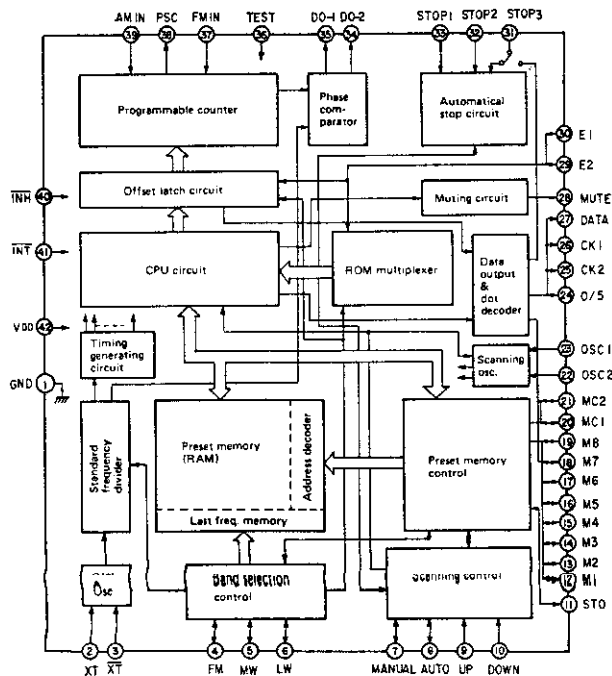 AM IN PSC FM IN TEST DO-1 DO-2 STOP1 STOP2 STOP3
39 38 37 36 35 34 33 32 31
Programmable counter
Phase
com-
parator
Automatical
stop circuit
30 E1
29 E2
Offset latch circuit
Muting circuit
INH 40
28 MUTE
27 DATA
INT 41
CPU circuit
ROM multiplexer
Data
output
&
dot
decoder
26 CK1
25 CK2
24 O/S
VDD 42
Timing
generating
circuit
Scanning
osc.
23 OSC1
22 OSC2
GND 1
21 MC2
20 MC1
Standard
frequency
divider
Preset memory
(RAM)
Address decoder
Preset memory
control
19 M8
18 M7
17 M6
16 M5
15 M4
Last freq. memory
14 M3
13 M2
12 M1
Osc
Band selection
control
Scanning control
11 STO
2 3 4 5 6 7 8 9 10
XT XT FM MW LW MANUAL AUTO UP DOWN